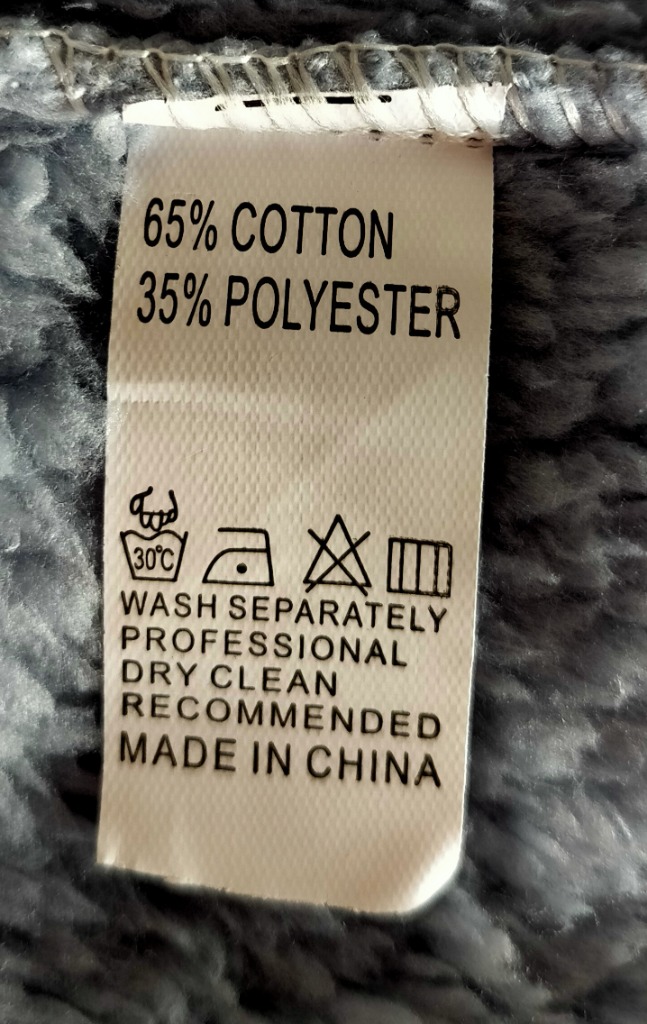 65% COTTON
35% POLYESTER
30°C
WASH SEPARATELY
PROFESSIONAL
DRY CLEAN
RECOMMENDED
MADE IN CHINA